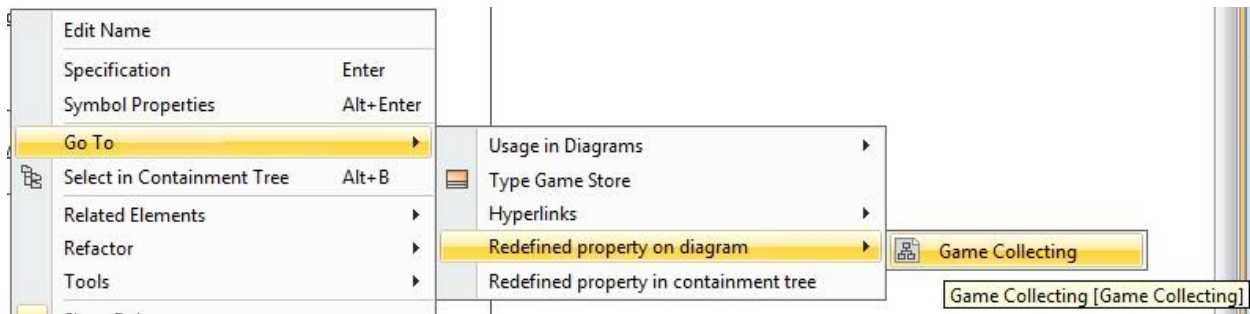 Edit Name
Specification Enter
Symbol Properties Alt+Enter
Go To
Usage in Diagrams
Select in Containment Tree Alt+B
Type Game Store
Related Elements
Hyperlinks
Refactor
Redefined property on diagram
Game Collecting
Tools
Redefined property in containment tree
Game Collecting [Game Collecting]